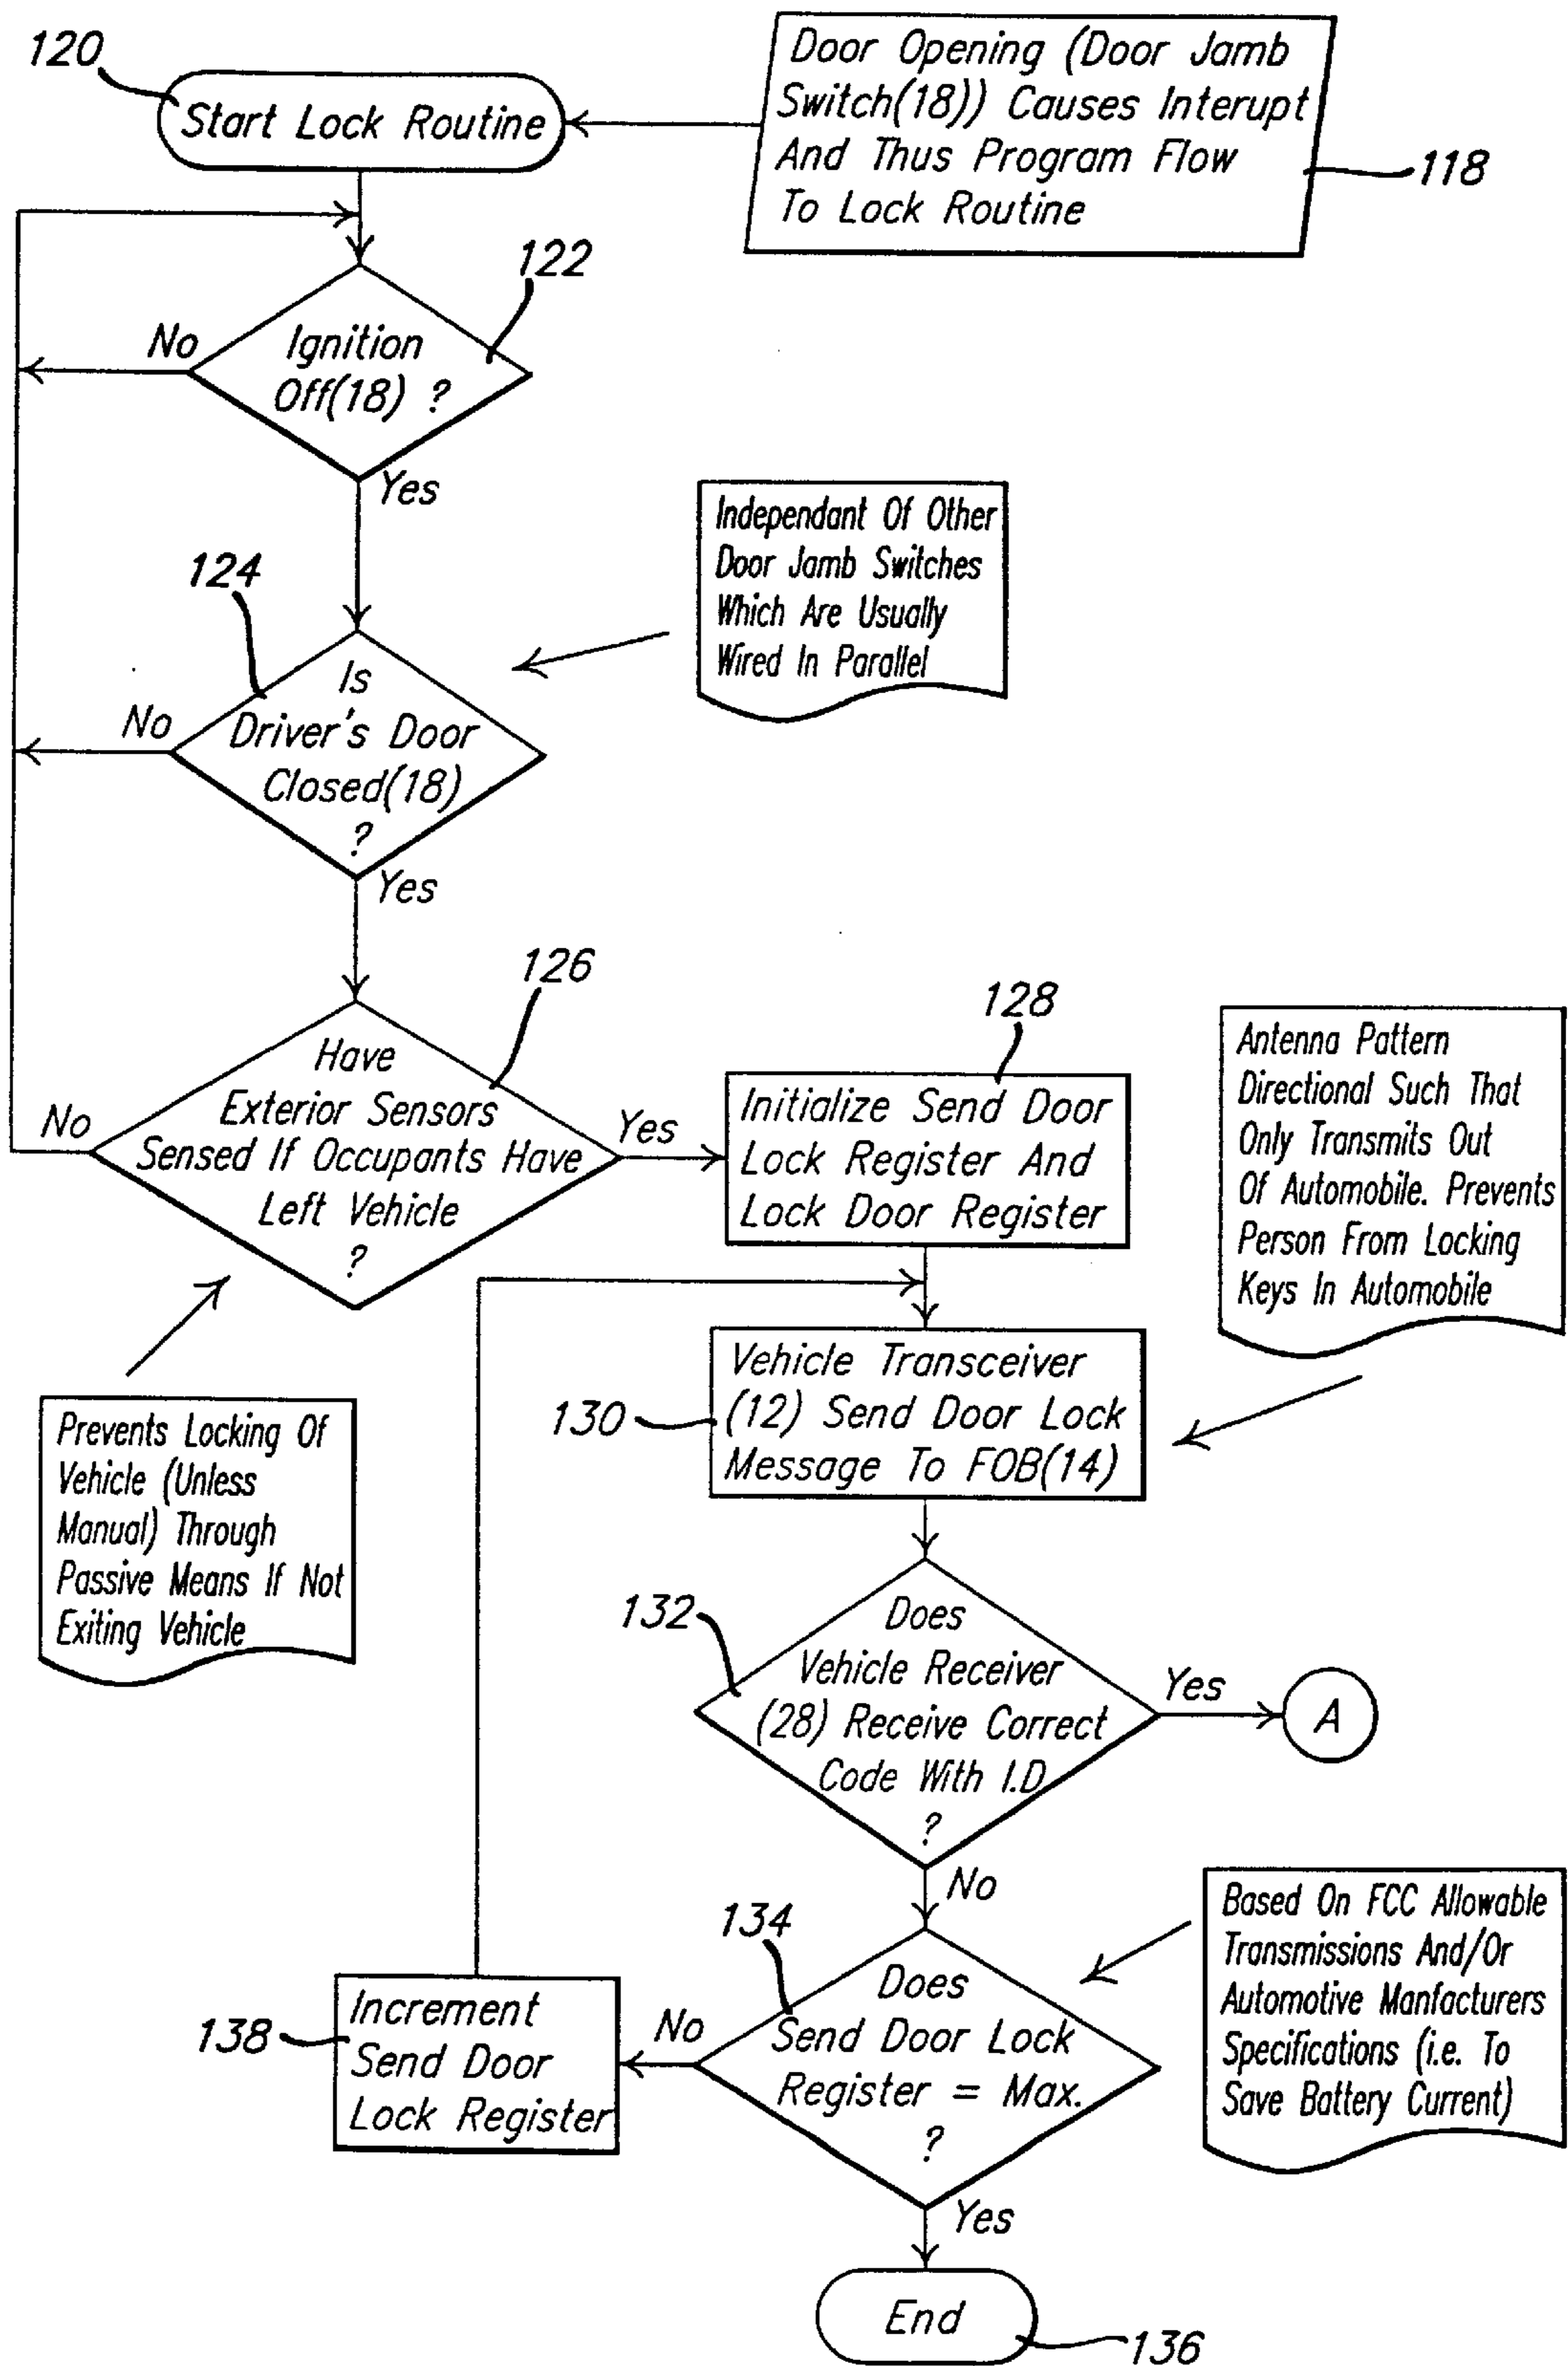 120
Start Lock Routine
Door Opening (Door Jamb
Switch(18)) Causes Interupt
And Thus Program Flow
To Lock Routine
118
122
No
Ignition
Off(18) ?
Yes
Independant Of Other
Door Jamb Switches
Which Are Usually
Wired In Parallel
124
No
Is
Driver's Door
Closed(18)
?
Yes
126
No
Have
Exterior Sensors
Sensed If Occupants Have
Left Vehicle
?
Yes
128
Initialize Send Door
Lock Register And
Lock Door Register
Antenna Pattern
Directional Such That
Only Transmits Out
Of Automobile. Prevents
Person From Locking
Keys In Automobile
Prevents Locking Of
Vehicle (Unless
Manual) Through
Passive Means If Not
Exiting Vehicle
130
Vehicle Transceiver
(12) Send Door Lock
Message To FOB(14)
132
Does
Vehicle Receiver
(28) Receive Correct
Code With I.D
?
Yes
A
No
134
Does
Send Door Lock
Register = Max.
?
No
138
Increment
Send Door
Lock Register
Based On FCC Allowable
Transmissions And/Or
Automotive Manfacturers
Specifications (i.e. To
Save Battery Current)
Yes
End
136